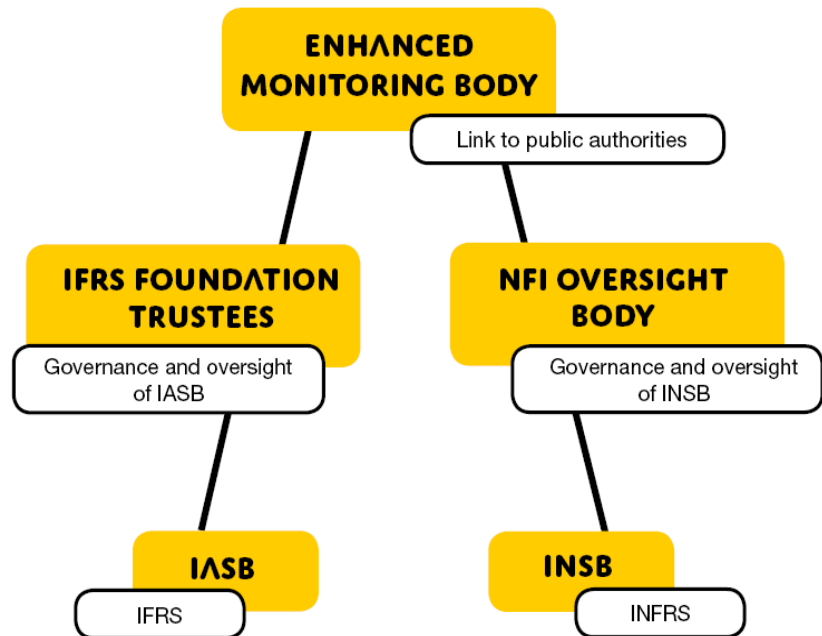 ENHANCED
MONITORING BODY
Link to public authorities
IFRS FOUNDATION
TRUSTEES
Governance and oversight
of IASB
NFI OVERSIGHT
BODY
Governance and oversight
of INSB
IASB
IFRS
INSB
INFRS